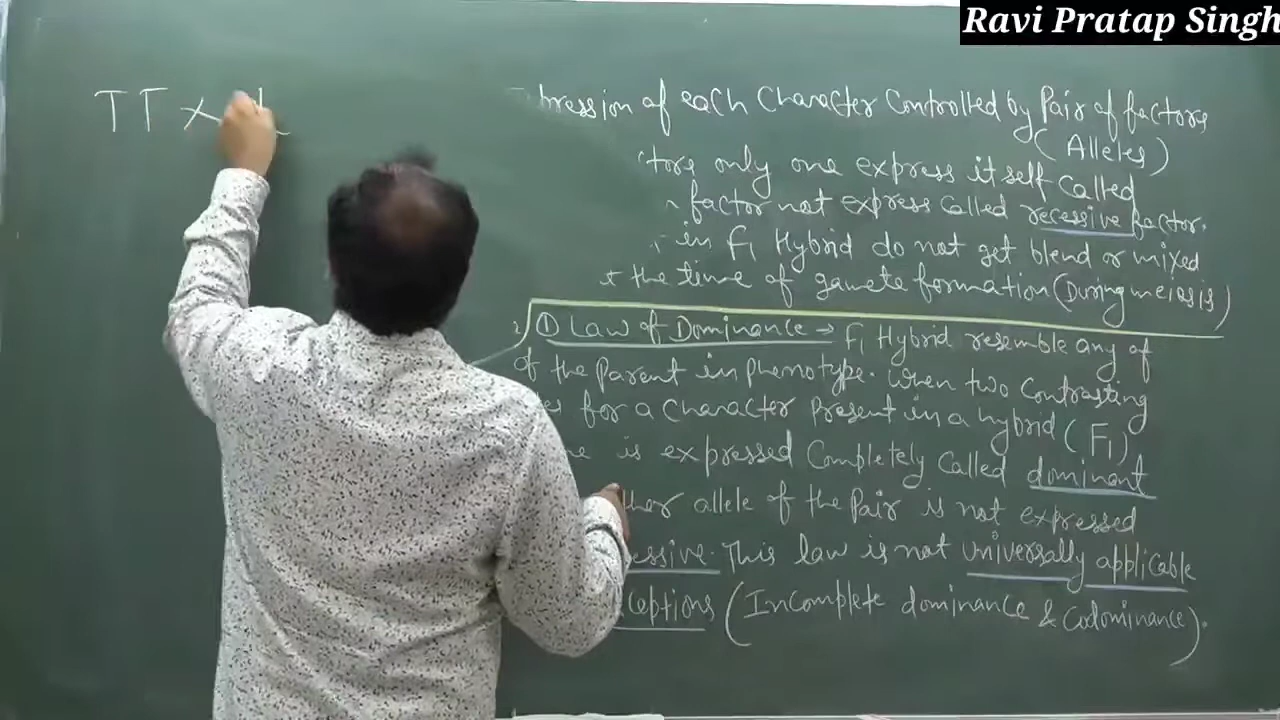 Ravi Pratap Singh
TT ×
of each Character Controlled by Pair of factors
(Alleles)
only one express itself Called
factor not express Called recessive factor.
in F1 Hybrid do not get blend or mixed
the time of gamete formation (During meiosis)
① Law of Dominance → F1 Hybrid resemble any of
of the Parent in phenotype. When two Contrasting
for a Character Present in a hybrid (F1)
is expressed Completely Called dominant
allele of the Pair is not expressed
This law is not universally applicable
(Incomplete dominance & Codominance).